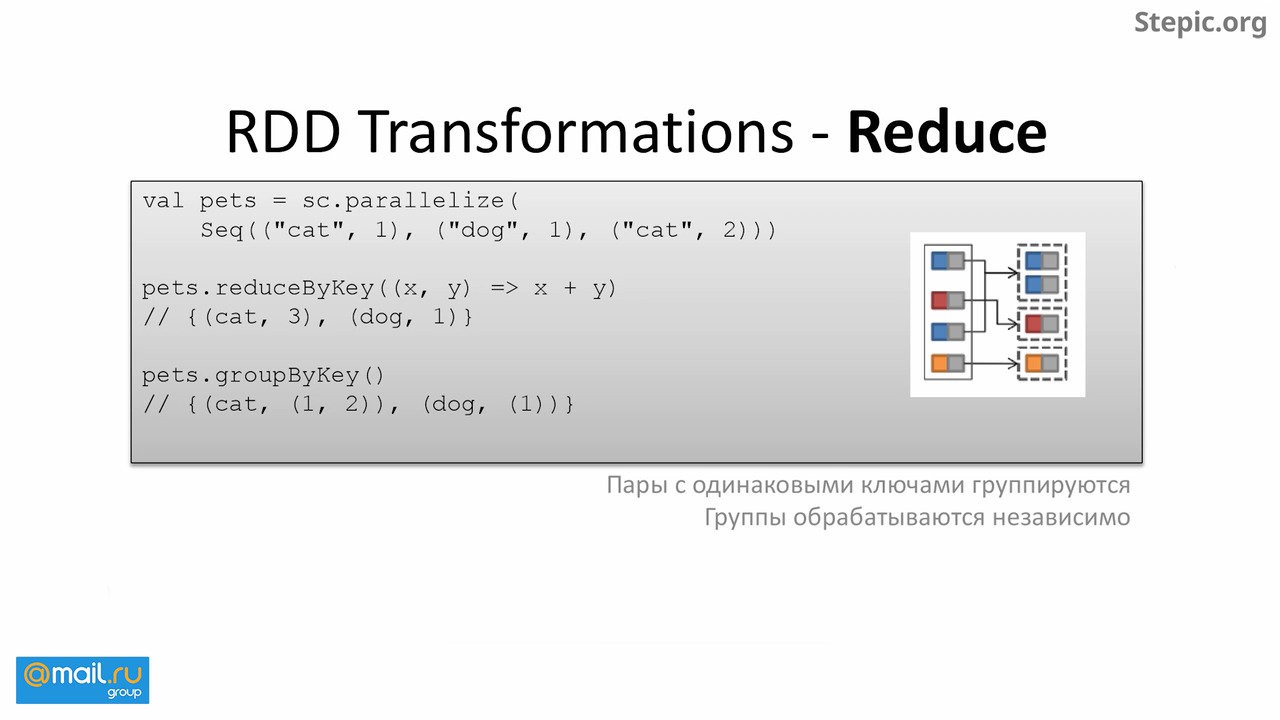 Stepic.org
RDD Transformations - Reduce
val pets = sc.parallelize(
    Seq(("cat", 1), ("dog", 1), ("cat", 2)))
pets.reduceByKey((x, y) => x + y)
// {(cat, 3), (dog, 1)}
pets.groupByKey()
// {(cat, (1, 2)), (dog, (1))}
Пары с одинаковыми ключами группируются
Группы обрабатываются независимо
@mail.ru
group